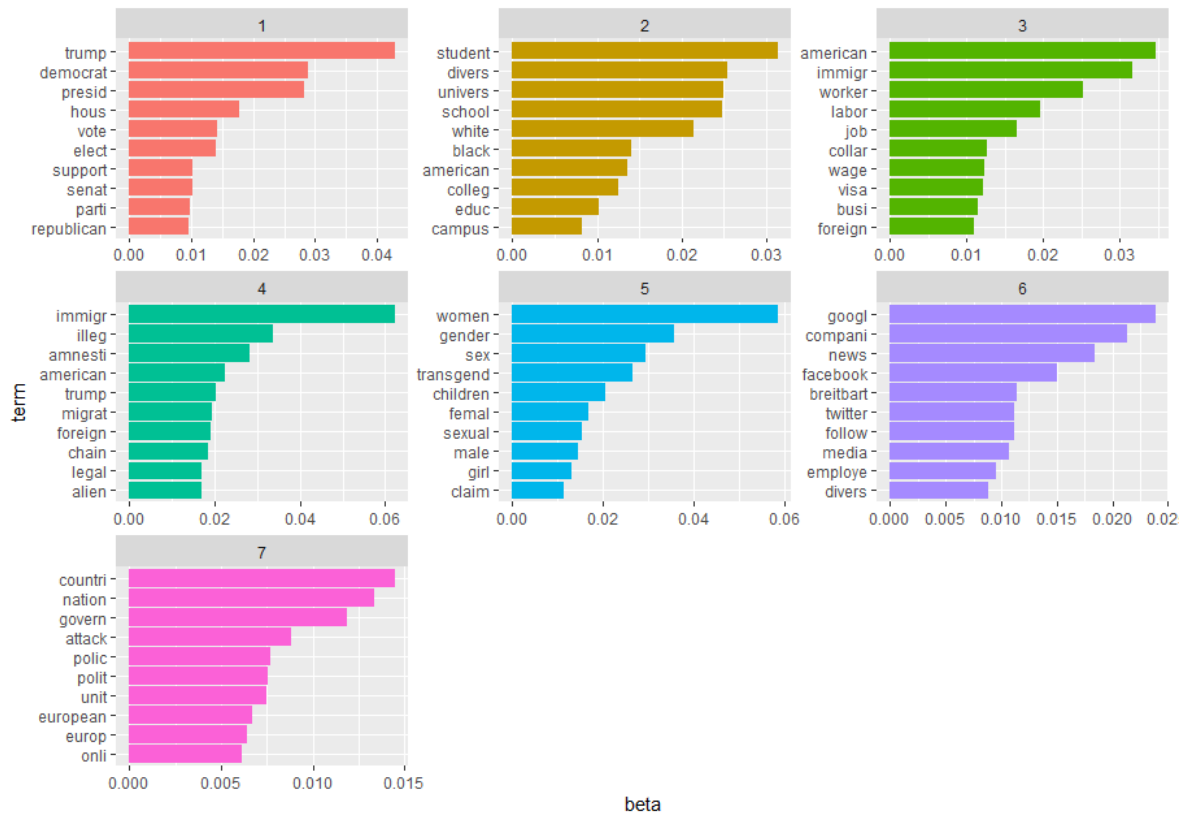 1
trump
democrat
presid
hous
vote
elect
support
senat
parti
republican
0.00 0.01 0.02 0.03 0.04
2
student
divers
univers
school
white
black
american
colleg
educ
campus
0.00 0.01 0.02 0.03
3
american
immigr
worker
labor
job
collar
wage
visa
busi
foreign
0.00 0.01 0.02 0.03
4
immigr
illeg
amnesti
american
trump
migrat
foreign
chain
legal
alien
0.00 0.02 0.04 0.06
5
women
gender
sex
transgend
children
femal
sexual
male
girl
claim
0.00 0.02 0.04 0.06
6
googl
compani
news
facebook
breitbart
twitter
follow
media
employe
divers
0.000 0.005 0.010 0.015 0.020 0.02
7
countri
nation
govern
attack
polic
polit
unit
european
europ
onli
0.000 0.005 0.010 0.015
term
beta